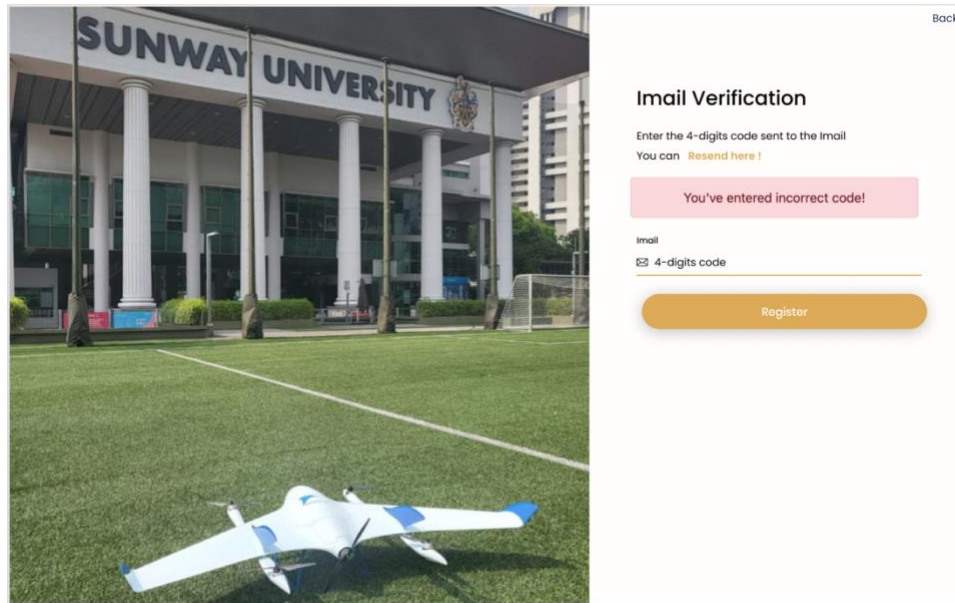 SUNWAY UNIVERSITY
Back
Imail Verification
Enter the 4-digits code sent to the Imail
You can Resend here !
You've entered incorrect code!
Imail
4-digits code
Register